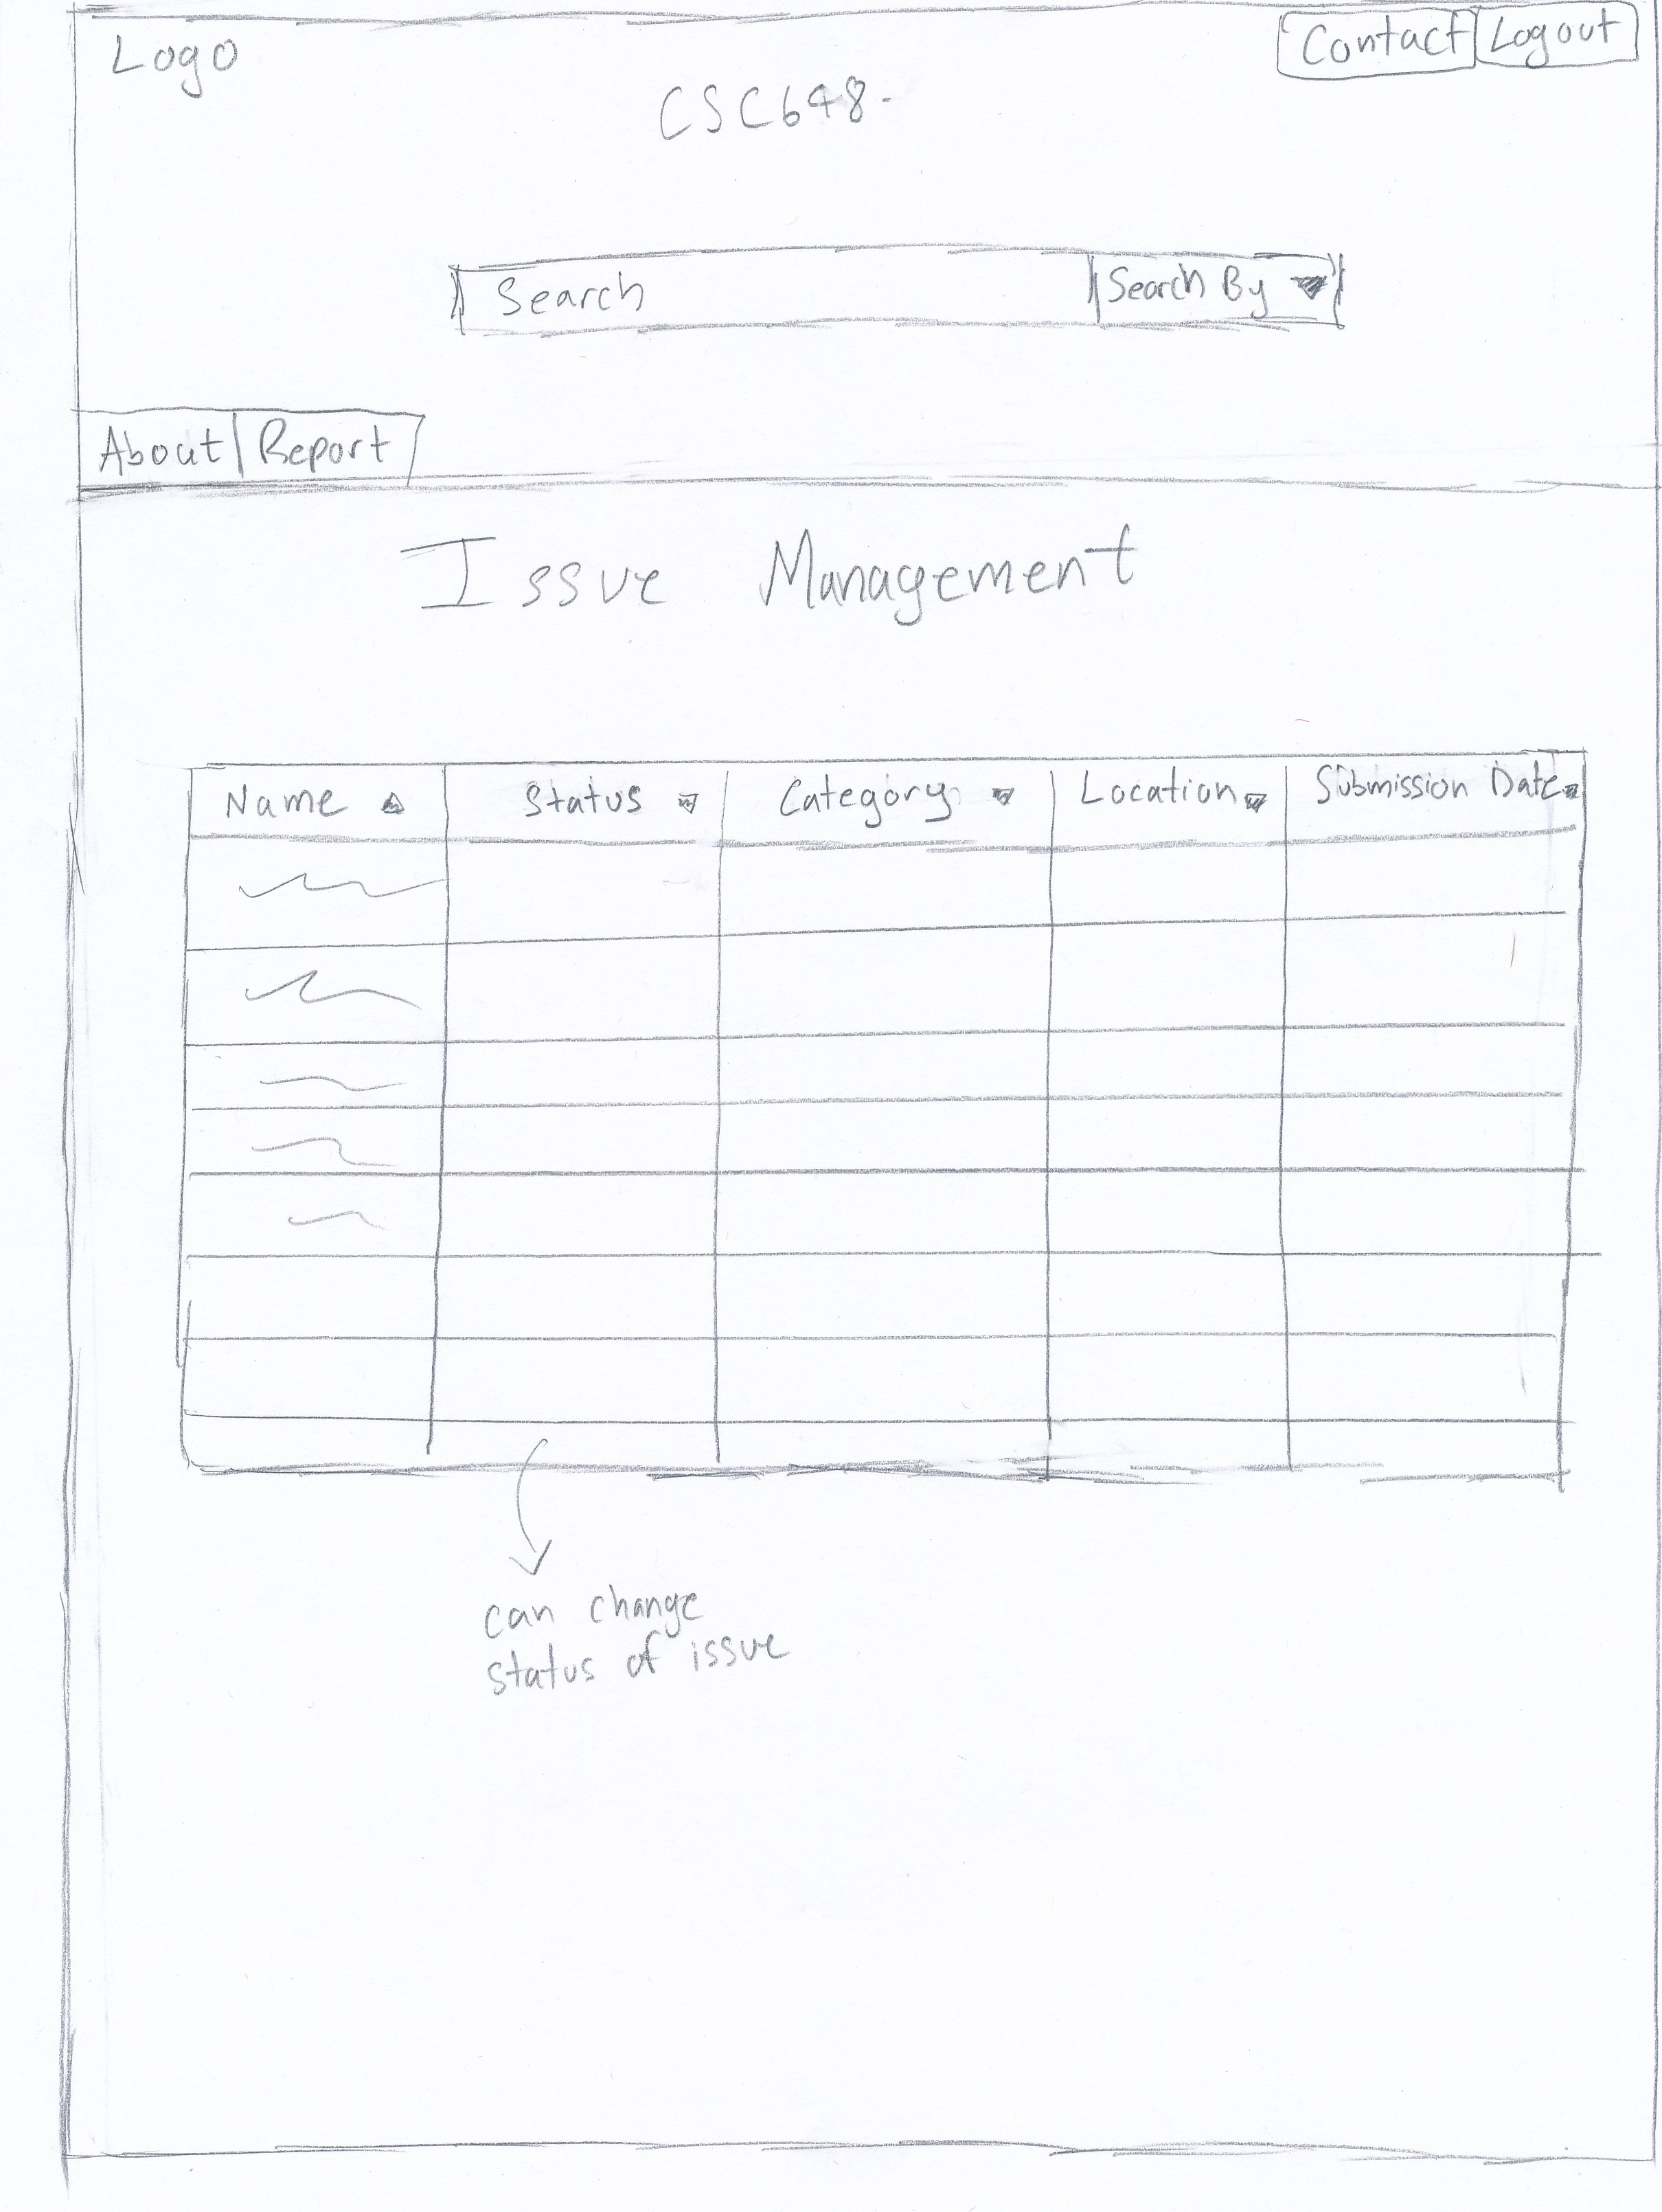 Logo
Contact Logout
CSC648-
Search Search By
About Report
Issue Management
Name Status Category Location Submission Date
can change
status of issue